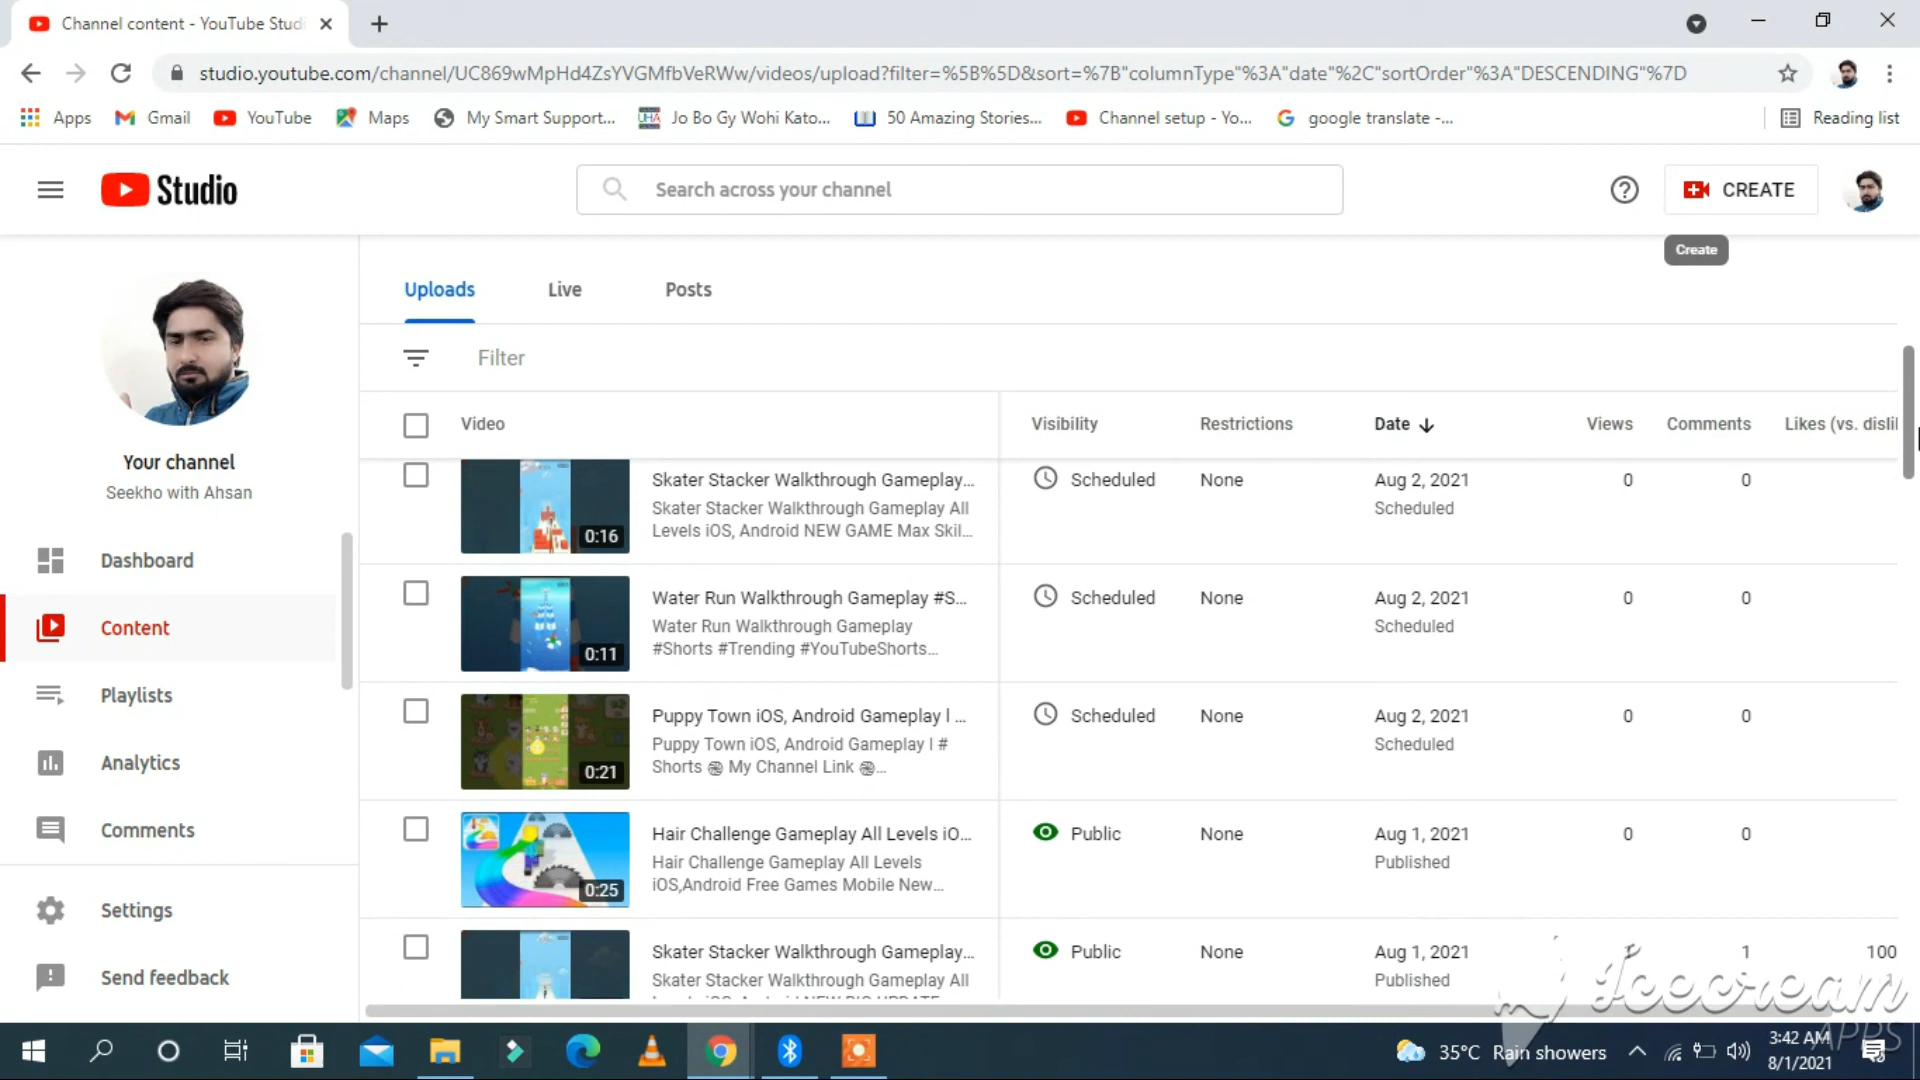 Channel content - YouTube Studi
studio.youtube.com/channel/UC869wMpHd4ZsYVGMfbVeRWw/videos/upload?filter=%5B%5D&sort=%7B"columnType"%3A"date"%2C"sortOrder"%3A"DESCENDING"%7D
Apps Gmail YouTube Maps My Smart Support... Jo Bo Gy Wohi Kato... 50 Amazing Stories... Channel setup - Yo... google translate -... Reading list
Studio
Search across your channel
CREATE
Create
Your channel
Seekho with Ahsan
Dashboard
Content
Playlists
Analytics
Comments
Settings
Send feedback
Uploads Live Posts
Filter
Video Visibility Restrictions Date Views Comments Likes (vs. disli
Skater Stacker Walkthrough Gameplay... Scheduled None Aug 2, 2021 0 0
Skater Stacker Walkthrough Gameplay All Scheduled
Levels iOS, Android NEW GAME Max Skil...
0:16
Water Run Walkthrough Gameplay #S... Scheduled None Aug 2, 2021 0 0
Water Run Walkthrough Gameplay Scheduled
#Shorts #Trending #YouTubeShorts...
0:11
Puppy Town iOS, Android Gameplay l ... Scheduled None Aug 2, 2021 0 0
Puppy Town iOS, Android Gameplay l # Scheduled
Shorts ֍ My Channel Link ֍...
0:21
Hair Challenge Gameplay All Levels iO... Public None Aug 1, 2021 0 0
Hair Challenge Gameplay All Levels Published
iOS,Android Free Games Mobile New...
0:25
Skater Stacker Walkthrough Gameplay... Public None Aug 1, 2021 1 100
Skater Stacker Walkthrough Gameplay All Published
Icecream
APPS
35°C Rain showers
3:42 AM
8/1/2021